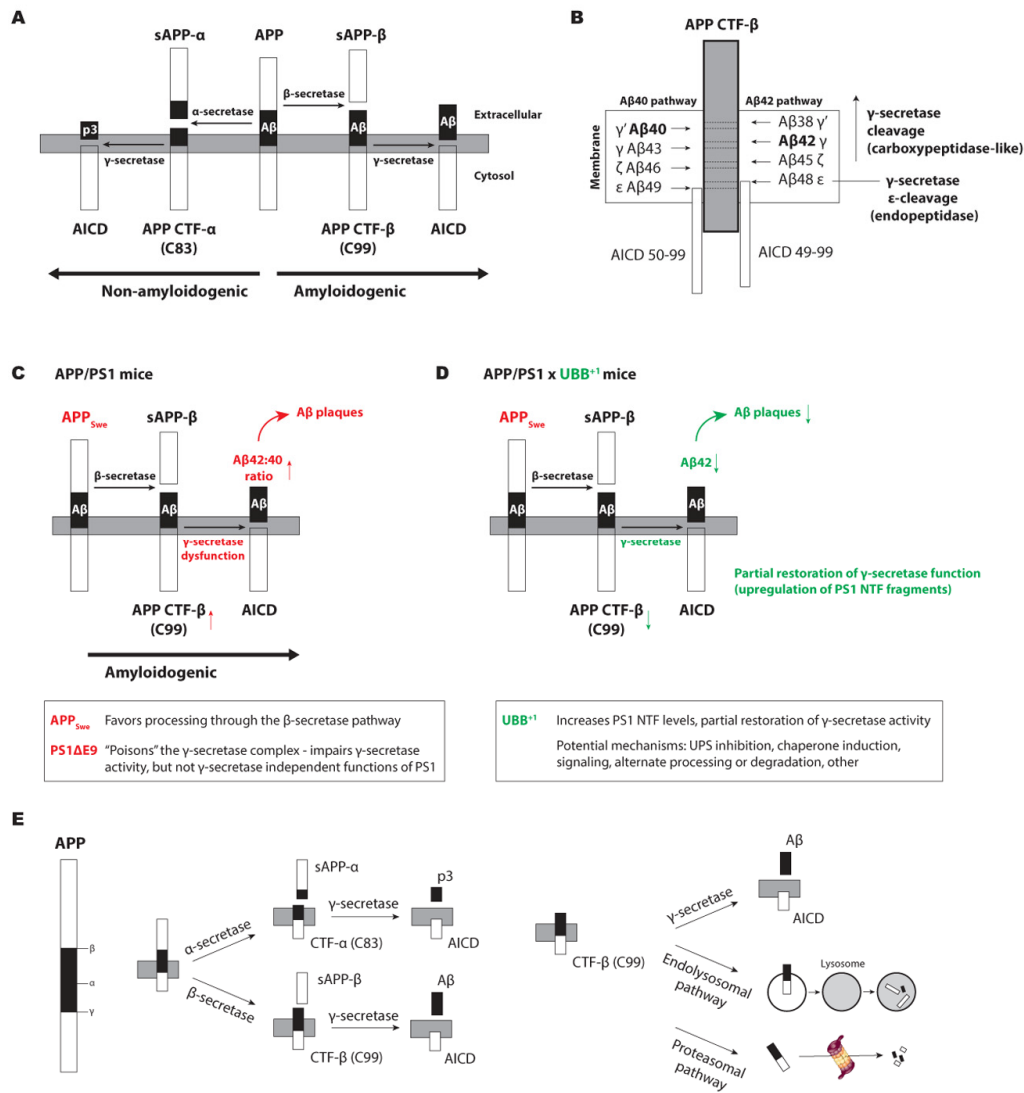 A
sAPP-α
APP
sAPP-β
β-secretase
α-secretase
Extracellular
p3
Aβ
Aβ
γ-secretase
γ-secretase
Cytosol
AICD
APP CTF-α
(C83)
APP CTF-β
(C99)
AICD
Non-amyloidogenic
Amyloidogenic
B
APP CTF-β
Aβ40 pathway
Aβ42 pathway
Membrane
γ’ Aβ40
γ Aβ43
ζ Aβ46
ε Aβ49
Aβ38 γ’
Aβ42 γ
Aβ45 ζ
Aβ48 ε
γ-secretase
cleavage
(carboxypeptidase-like)
γ-secretase
ε-cleavage
(endopeptidase)
AICD 50-99
AICD 49-99
C
APP/PS1 mice
APPSwe
sAPP-β
Aβ plaques
Aβ42:40
ratio
β-secretase
Aβ
Aβ
Aβ
γ-secretase
dysfunction
APP CTF-β
(C99)
AICD
Amyloidogenic
APPSwe Favors processing through the β-secretase pathway
PS1ΔE9 “Poisons” the γ-secretase complex - impairs γ-secretase
activity, but not γ-secretase independent functions of PS1
D
APP/PS1 x UBB+1 mice
APPSwe
sAPP-β
Aβ plaques
Aβ42
β-secretase
Aβ
Aβ
Aβ
γ-secretase
Partial restoration of γ-secretase function
(upregulation of PS1 NTF fragments)
APP CTF-β
(C99)
AICD
UBB+1 Increases PS1 NTF levels, partial restoration of γ-secretase activity
Potential mechanisms: UPS inhibition, chaperone induction,
signaling, alternate processing or degradation, other
E
APP
β
α
γ
α-secretase
β-secretase
sAPP-α
γ-secretase
p3
CTF-α (C83)
AICD
sAPP-β
γ-secretase
Aβ
CTF-β (C99)
AICD
CTF-β (C99)
γ-secretase
Aβ
AICD
Endolysosomal
pathway
Lysosome
Proteasomal
pathway